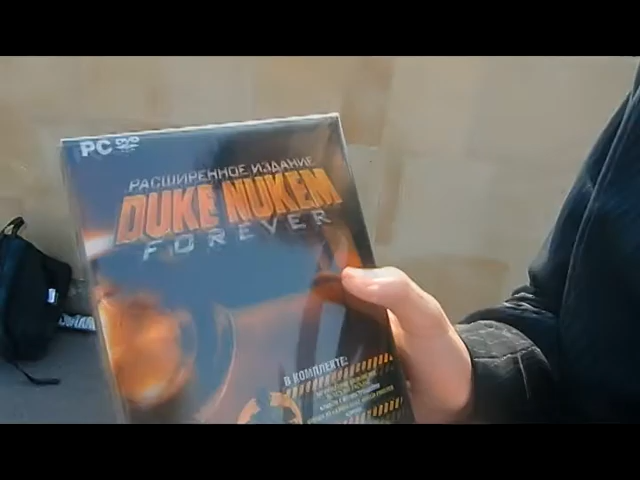 PC DVD
РАСШИРЕННОЕ ИЗДАНИЕ
DUKE NUKEM
FOREVER
В КОМПЛЕКТЕ: